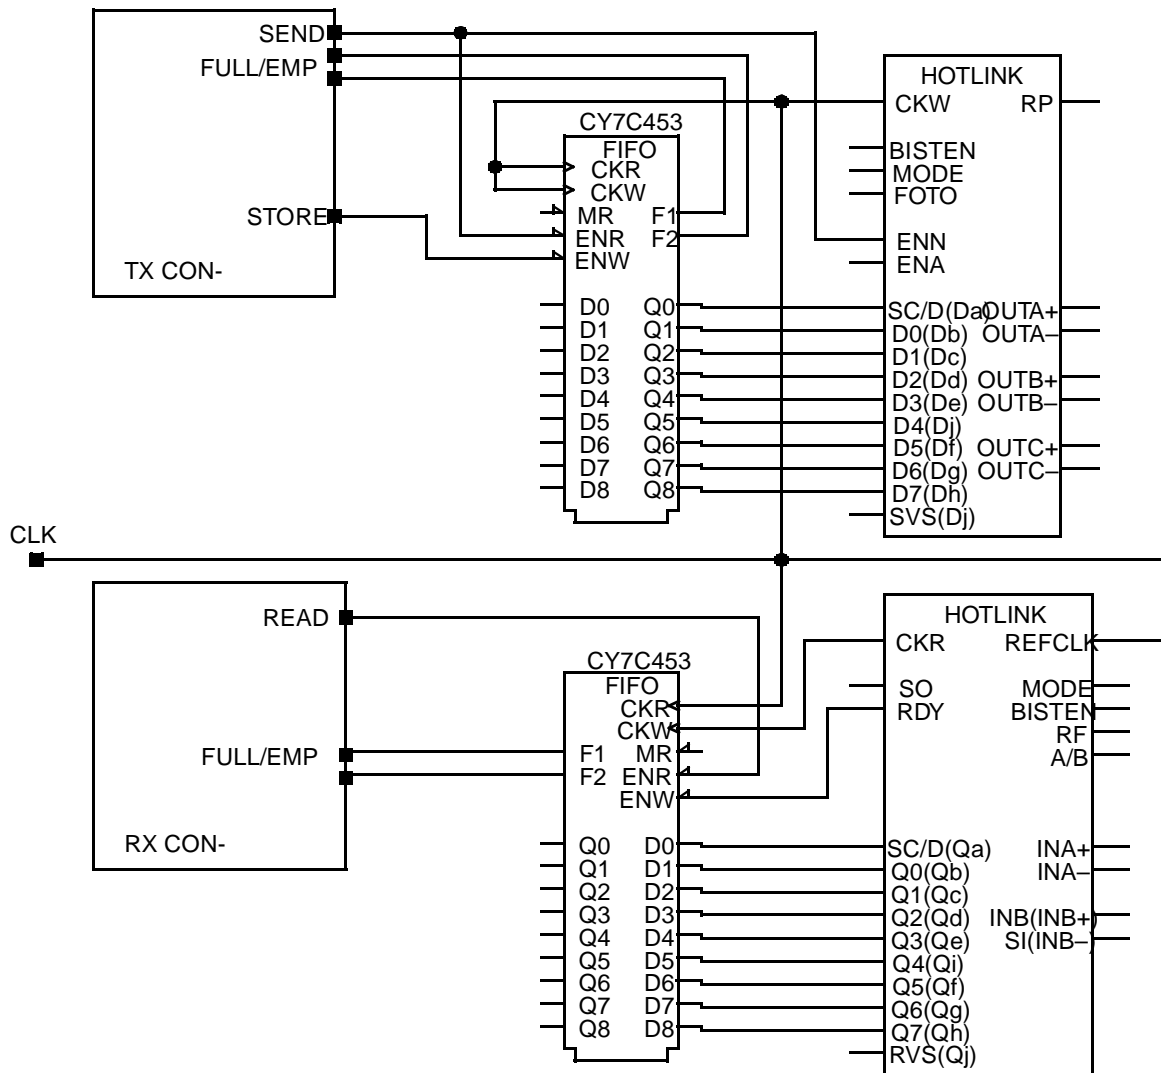 SEND
FULL/EMP
STORE
TX CON-
CY7C453
FIFO
CKR
CKW
MR F1
ENR F2
ENW
D0 Q0
D1 Q1
D2 Q2
D3 Q3
D4 Q4
D5 Q5
D6 Q6
D7 Q7
D8 Q8
HOTLINK
CKW RP
BISTEN
MODE
FOTO
ENN
ENA
SC/D(Da) OUTA+
D0(Db) OUTA–
D1(Dc)
D2(Dd) OUTB+
D3(De) OUTB–
D4(Dj)
D5(Df) OUTC+
D6(Dg) OUTC–
D7(Dh)
SVS(Dj)
CLK
READ
FULL/EMP
RX CON-
CY7C453
FIFO
CKR
CKW
F1 MR
F2 ENR
ENW
Q0 D0
Q1 D1
Q2 D2
Q3 D3
Q4 D4
Q5 D5
Q6 D6
Q7 D7
Q8 D8
HOTLINK
CKR REFCLK
SO MODE
RDY BISTEN
RF
A/B
SC/D(Qa) INA+
Q0(Qb) INA–
Q1(Qc)
Q2(Qd) INB(INB+)
Q3(Qe) SI(INB–)
Q4(Qi)
Q5(Qf)
Q6(Qg)
Q7(Qh)
RVS(Qj)